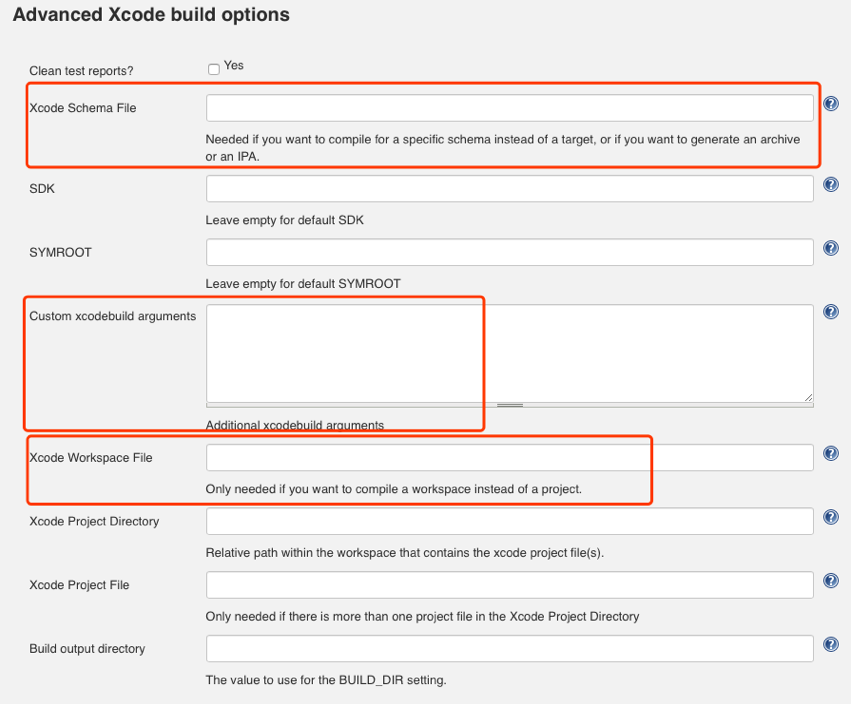 Advanced Xcode build options
Clean test reports?
Yes
Xcode Schema File
Needed if you want to compile for a specific schema instead of a target, or if you want to generate an archive
or an IPA.
SDK
Leave empty for default SDK
SYMROOT
Leave empty for default SYMROOT
Custom xcodebuild arguments
Additional xcodebuild arguments
Xcode Workspace File
Only needed if you want to compile a workspace instead of a project.
Xcode Project Directory
Relative path within the workspace that contains the xcode project file(s).
Xcode Project File
Only needed if there is more than one project file in the Xcode Project Directory
Build output directory
The value to use for the BUILD_DIR setting.